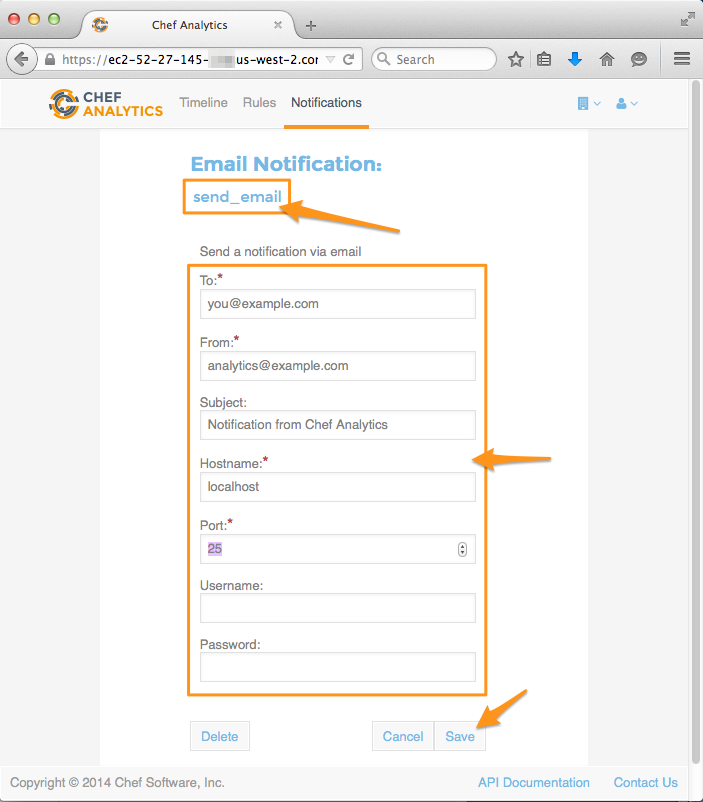 Chef Analytics
https://ec2-52-27-145- us-west-2.cor
Search
CHEF
ANALYTICS
Timeline Rules Notifications
Email Notification:
send_email
Send a notification via email
To:*
you@example.com
From:*
analytics@example.com
Subject:
Notification from Chef Analytics
Hostname:*
localhost
Port:*
25
Username:
Password:
Delete Cancel Save
Copyright © 2014 Chef Software, Inc. API Documentation Contact Us